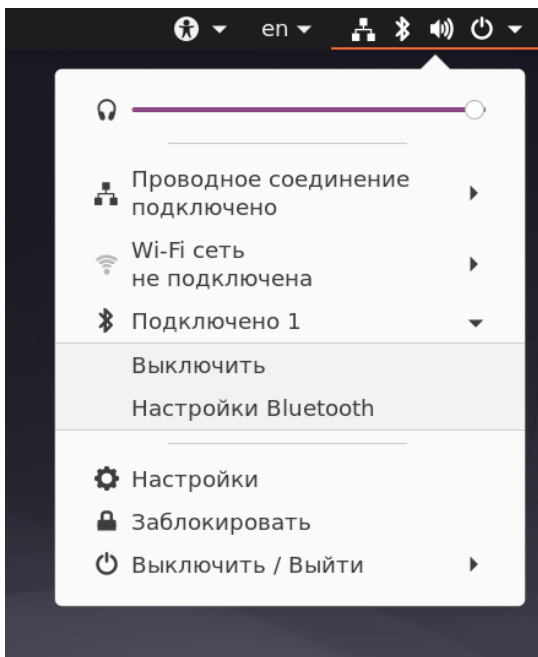 en
Проводное соединение
подключено
Wi-Fi сеть
не подключена
Подключено 1
Выключить
Настройки Bluetooth
Настройки
Заблокировать
Выключить / Выйти